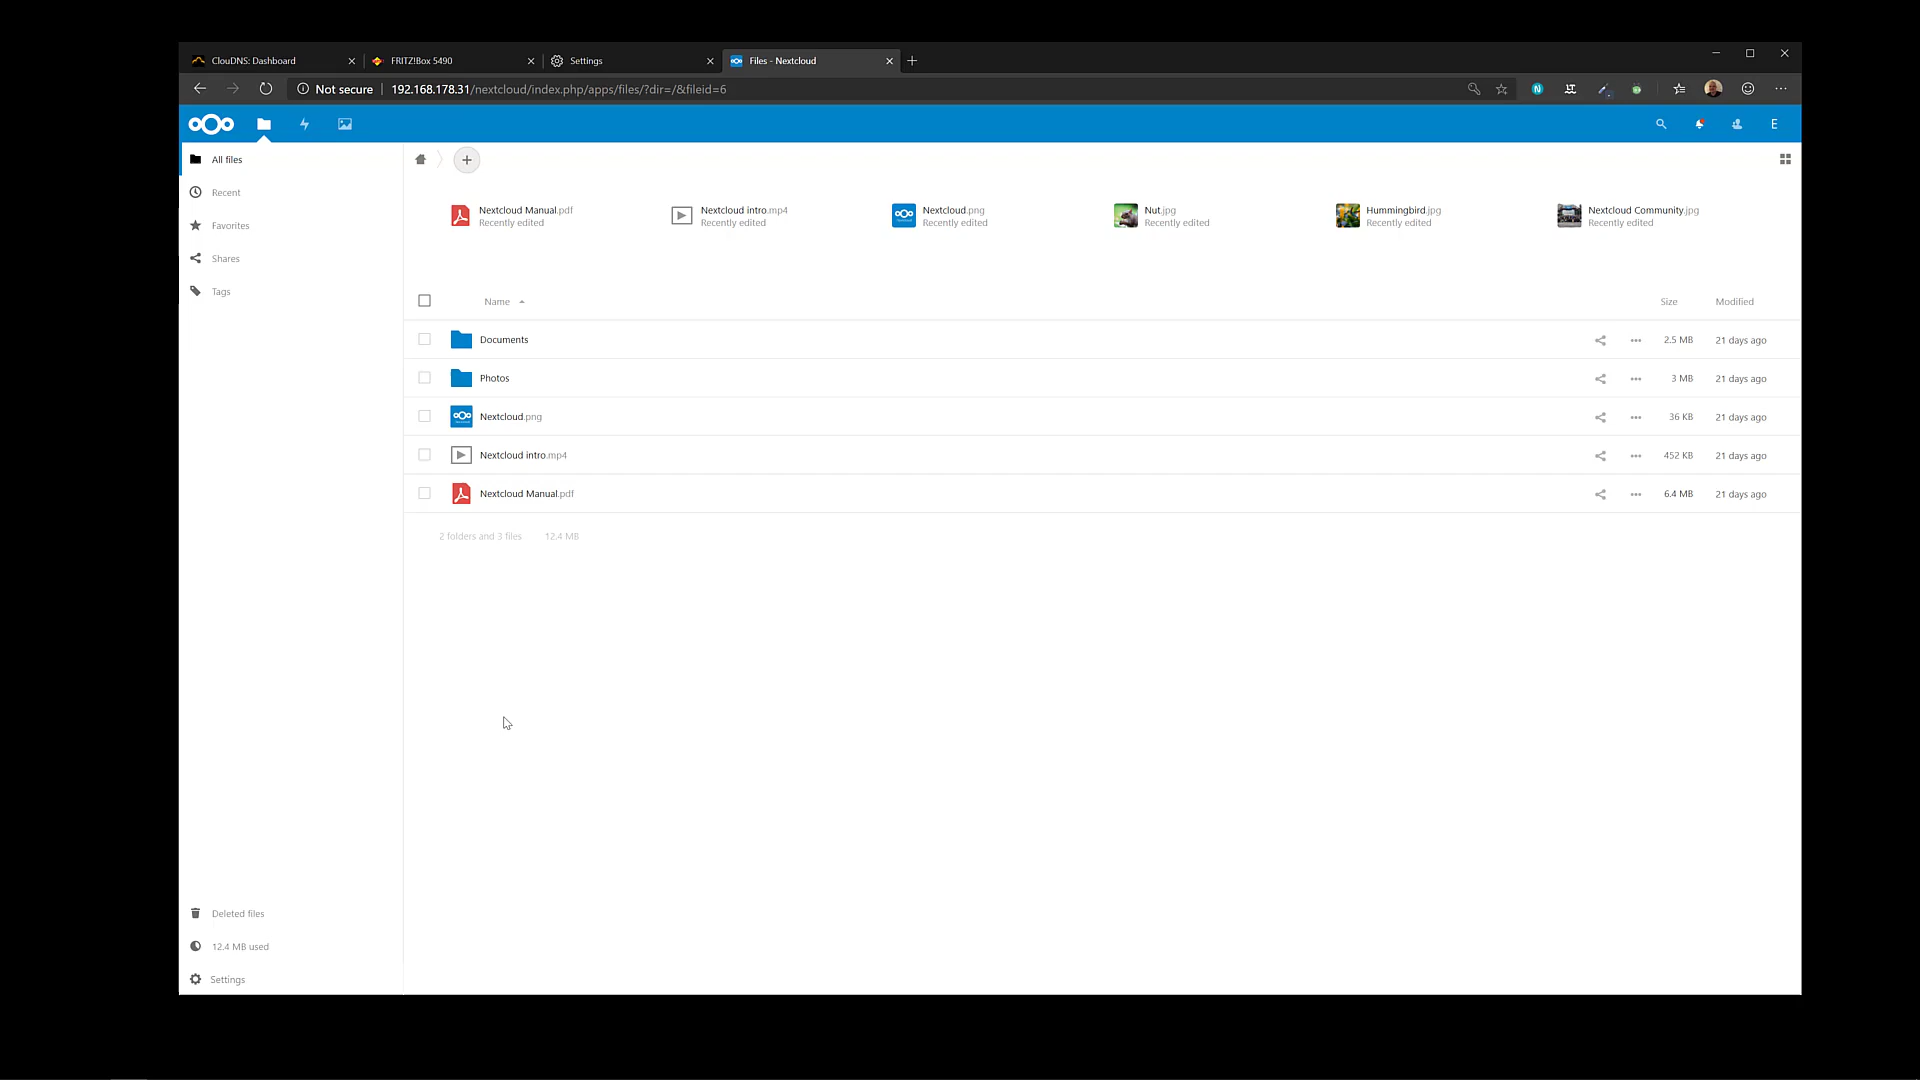 ClouDNS: Dashboard
FRITZ!Box 5490
Settings
Files - Nextcloud
Not secure
192.168.178.31/nextcloud/index.php/apps/files/?dir=/&fileid=6
E
All files
Recent
Favorites
Shares
Tags
Nextcloud Manual.pdf
Recently edited
Nextcloud intro.mp4
Recently edited
Nextcloud.png
Recently edited
Nut.jpg
Recently edited
Hummingbird.jpg
Recently edited
Nextcloud Community.jpg
Recently edited
Name Size Modified
Documents 2.5 MB 21 days ago
Photos 3 MB 21 days ago
Nextcloud.png 36 KB 21 days ago
Nextcloud intro.mp4 452 KB 21 days ago
Nextcloud Manual.pdf 6.4 MB 21 days ago
2 folders and 3 files 12.4 MB
Deleted files
12.4 MB used
Settings